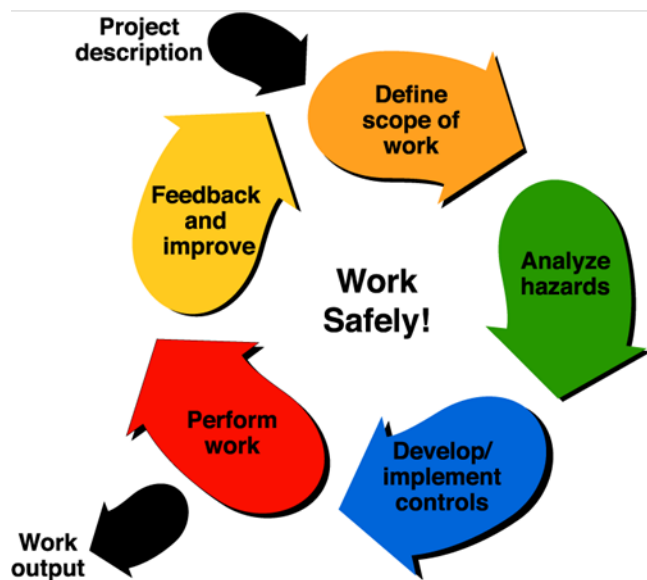 Project
description
Define
scope of
work
Analyze
hazards
Develop/
implement
controls
Perform
work
Work
output
Feedback
and
improve
Work
Safely!